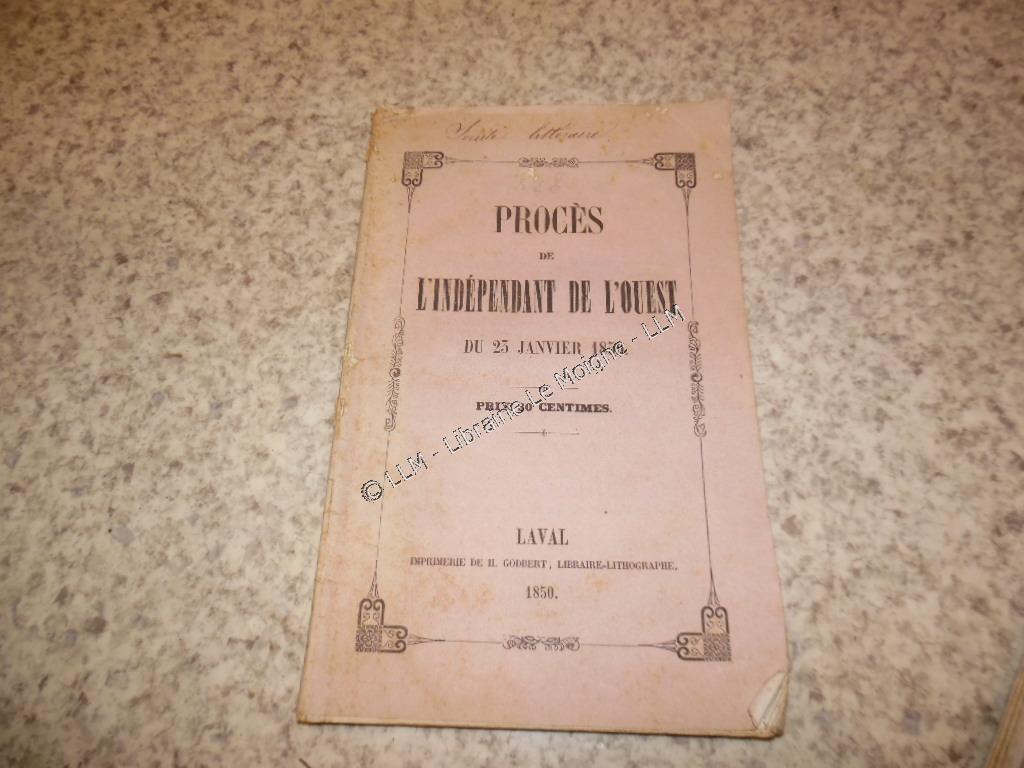 Société littéraire
PROCÈS
DE
L'INDÉPENDANT DE L'OUEST
DU 23 JANVIER 1850,
PRIX 30 CENTIMES.
LAVAL
IMPRIMERIE DE H. GODBERT, LIBRAIRE-LITHOGRAPHE,
1850.
© LLM - Librairie Le Moigne - LLM